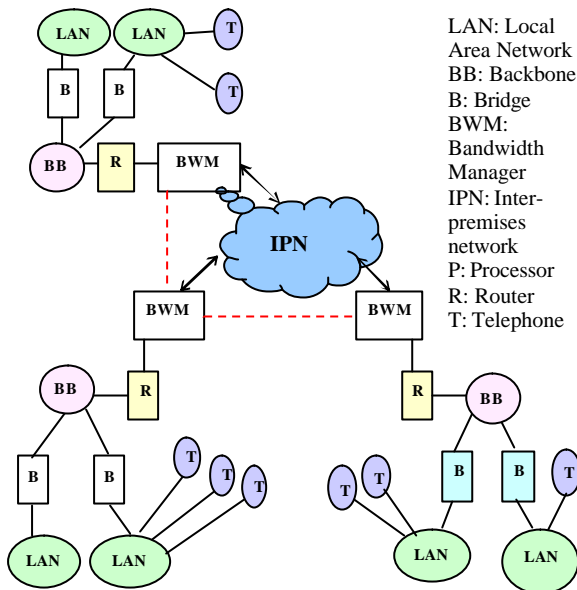 LAN
LAN
T
T
B
B
BB
R
BWM
IPN
BWM
BWM
BB
R
R
BB
B
B
T
T
T
T
T
B
B
T
LAN
LAN
LAN
LAN
LAN: Local
Area Network
BB: Backbone
B: Bridge
BWM:
Bandwidth
Manager
IPN: Inter-
premises
network
P: Processor
R: Router
T: Telephone